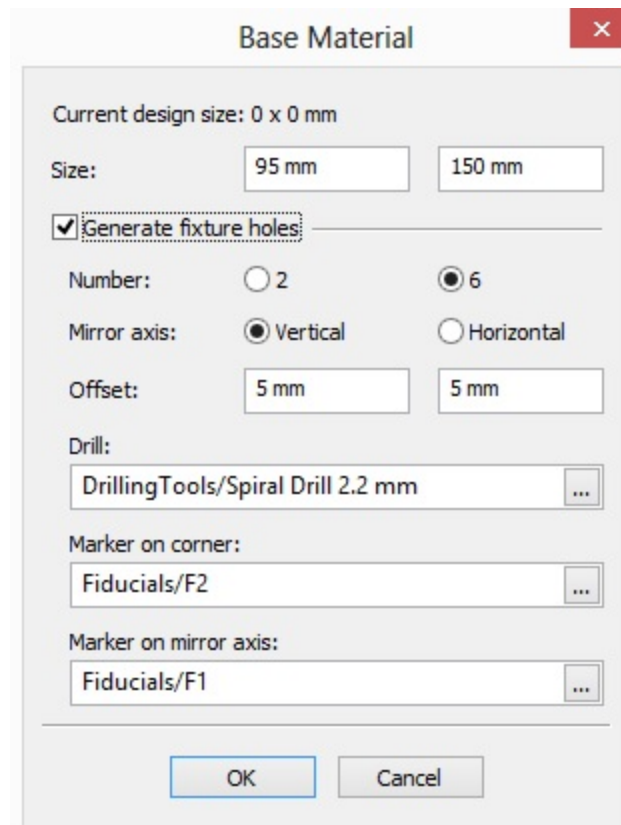 Base Material
Current design size: 0 x 0 mm
Size: 95 mm 150 mm
Generate fixture holes
Number: 2 6
Mirror axis: Vertical Horizontal
Offset: 5 mm 5 mm
Drill:
DrillingTools/Spiral Drill 2.2 mm ...
Marker on corner:
Fiducials/F2 ...
Marker on mirror axis:
Fiducials/F1 ...
OK Cancel